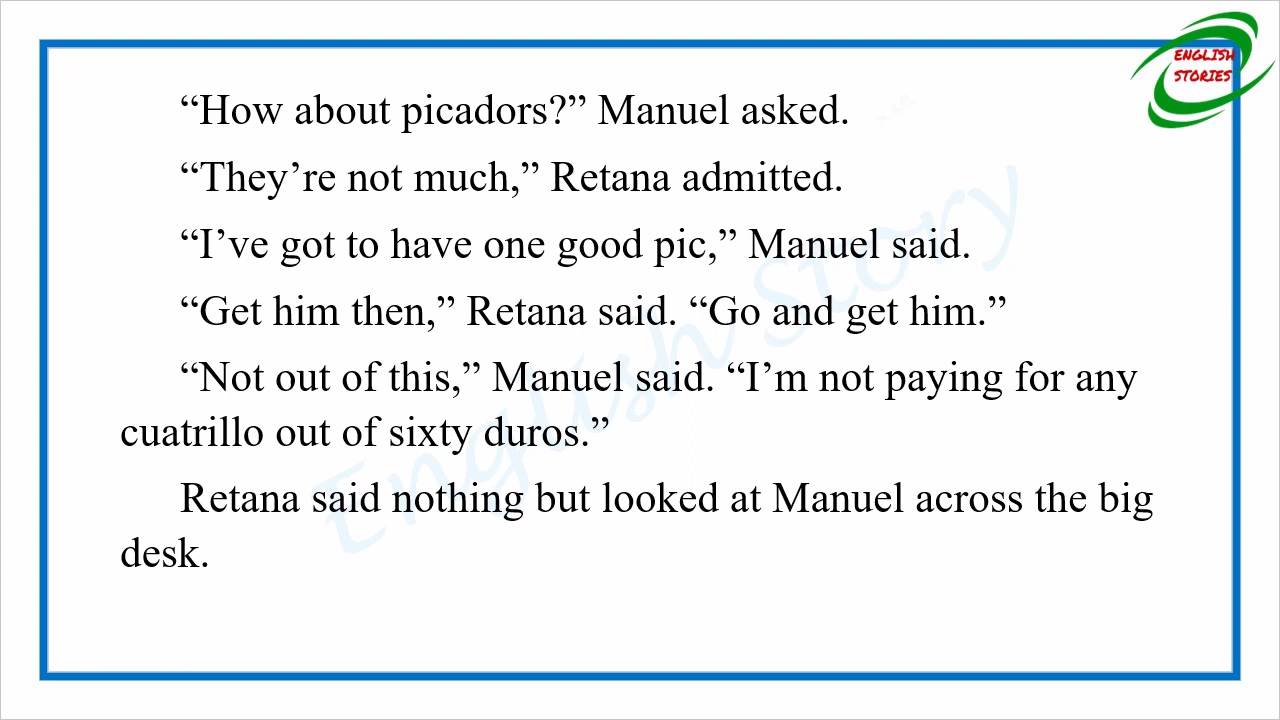 ENGLISH
STORIES
“How about picadors?” Manuel asked.
“They’re not much,” Retana admitted.
“I’ve got to have one good pic,” Manuel said.
“Get him then,” Retana said. “Go and get him.”
“Not out of this,” Manuel said. “I’m not paying for any
cuatrillo out of sixty duros.”
Retana said nothing but looked at Manuel across the big
desk.
English Story